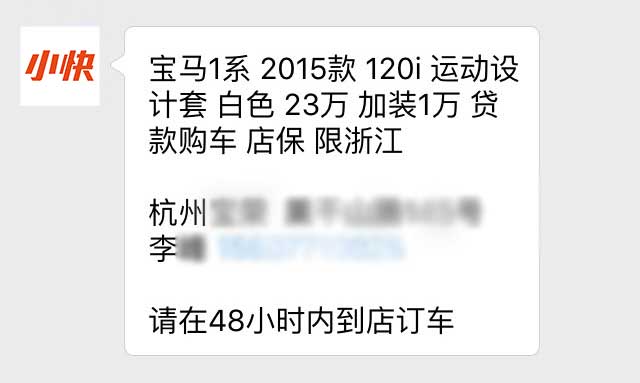 小快
宝马1系 2015款 120i 运动设
计套 白色 23万 加装1万 贷
款购车 店保 限浙江
杭州
李
请在48小时内到店订车